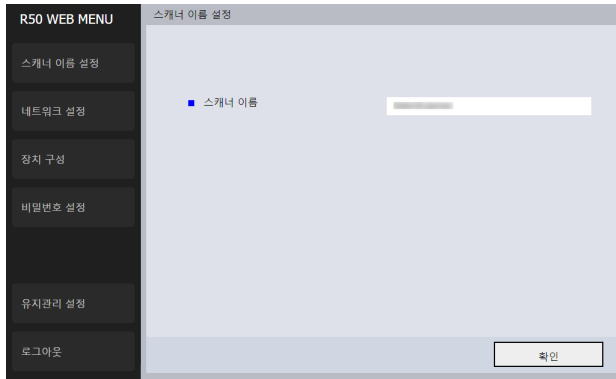 R50 WEB MENU
스캐너 이름 설정
네트워크 설정
장치 구성
비밀번호 설정
유지관리 설정
로그아웃
스캐너 이름 설정
스캐너 이름
확인